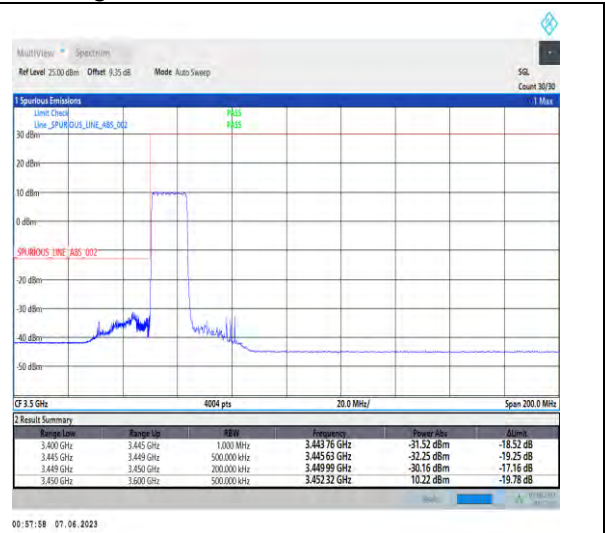 MultiView Spectrum
Ref Level 25.00 dBm Offset 9.35 dB Mode Auto Sweep SGL
Count 30/30
1 Spurious Emissions 1 Max
Limit Check PASS
Line _SPURIOUS_LINE_ABS_002 PASS
30 dBm
20 dBm
10 dBm
0 dBm
_SPURIOUS_LINE_ABS_002
-20 dBm
-30 dBm
-40 dBm
-50 dBm
CF 3.5 GHz 4004 pts 20.0 MHz/ Span 200.0 MHz
2 Result Summary
Range Low Range Up RBW Frequency Power Abs ΔLimit
3.400 GHz 3.445 GHz 1.000 MHz 3.443 76 GHz -31.52 dBm -18.52 dB
3.445 GHz 3.449 GHz 500.000 kHz 3.445 63 GHz -32.25 dBm -19.25 dB
3.449 GHz 3.450 GHz 200.000 kHz 3.449 99 GHz -30.16 dBm -17.16 dB
3.450 GHz 3.600 GHz 500.000 kHz 3.452 32 GHz 10.22 dBm -19.78 dB
00:57:58 07.06.2023